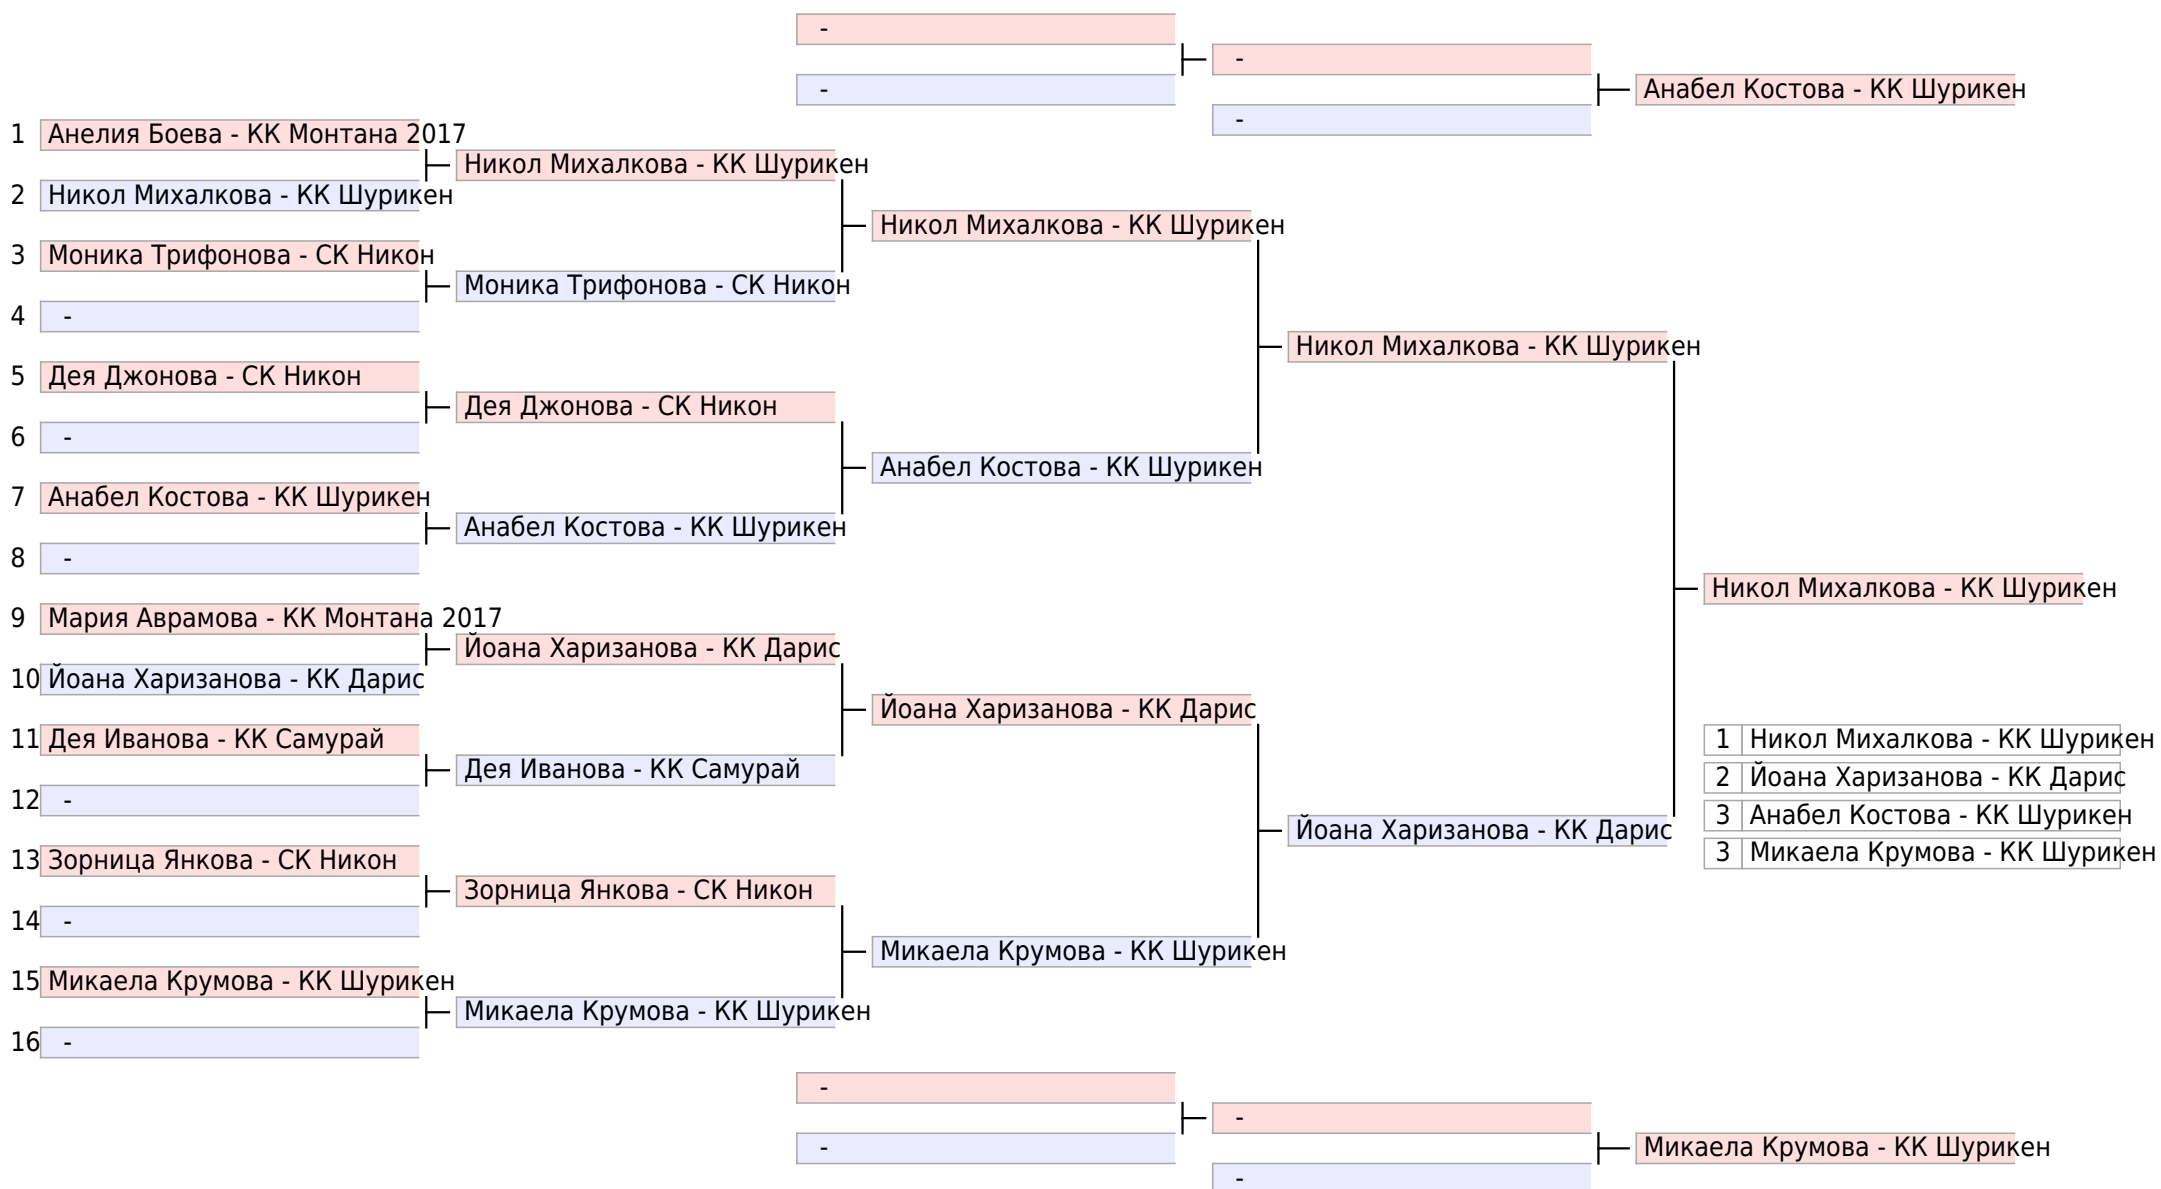 -
-
-
-
Анабел Костова - КК Шурикен
1 Анелия Боева - КК Монтана 2017
2 Никол Михалкова - КК Шурикен
3 Моника Трифонова - СК Никон
4 -
5 Дея Джонова - СК Никон
6 -
7 Анабел Костова - КК Шурикен
8 -
9 Мария Аврамова - КК Монтана 2017
10 Йоана Харизанова - КК Дарис
11 Дея Иванова - КК Самурай
12 -
13 Зорница Янкова - СК Никон
14 -
15 Микаела Крумова - КК Шурикен
16 -
Никол Михалкова - КК Шурикен
Моника Трифонова - СК Никон
Дея Джонова - СК Никон
Анабел Костова - КК Шурикен
Йоана Харизанова - КК Дарис
Дея Иванова - КК Самурай
Зорница Янкова - СК Никон
Микаела Крумова - КК Шурикен
Никол Михалкова - КК Шурикен
Анабел Костова - КК Шурикен
Йоана Харизанова - КК Дарис
Микаела Крумова - КК Шурикен
Никол Михалкова - КК Шурикен
Йоана Харизанова - КК Дарис
Никол Михалкова - КК Шурикен
1 Никол Михалкова - КК Шурикен
2 Йоана Харизанова - КК Дарис
3 Анабел Костова - КК Шурикен
3 Микаела Крумова - КК Шурикен
-
-
-
-
Микаела Крумова - КК Шурикен